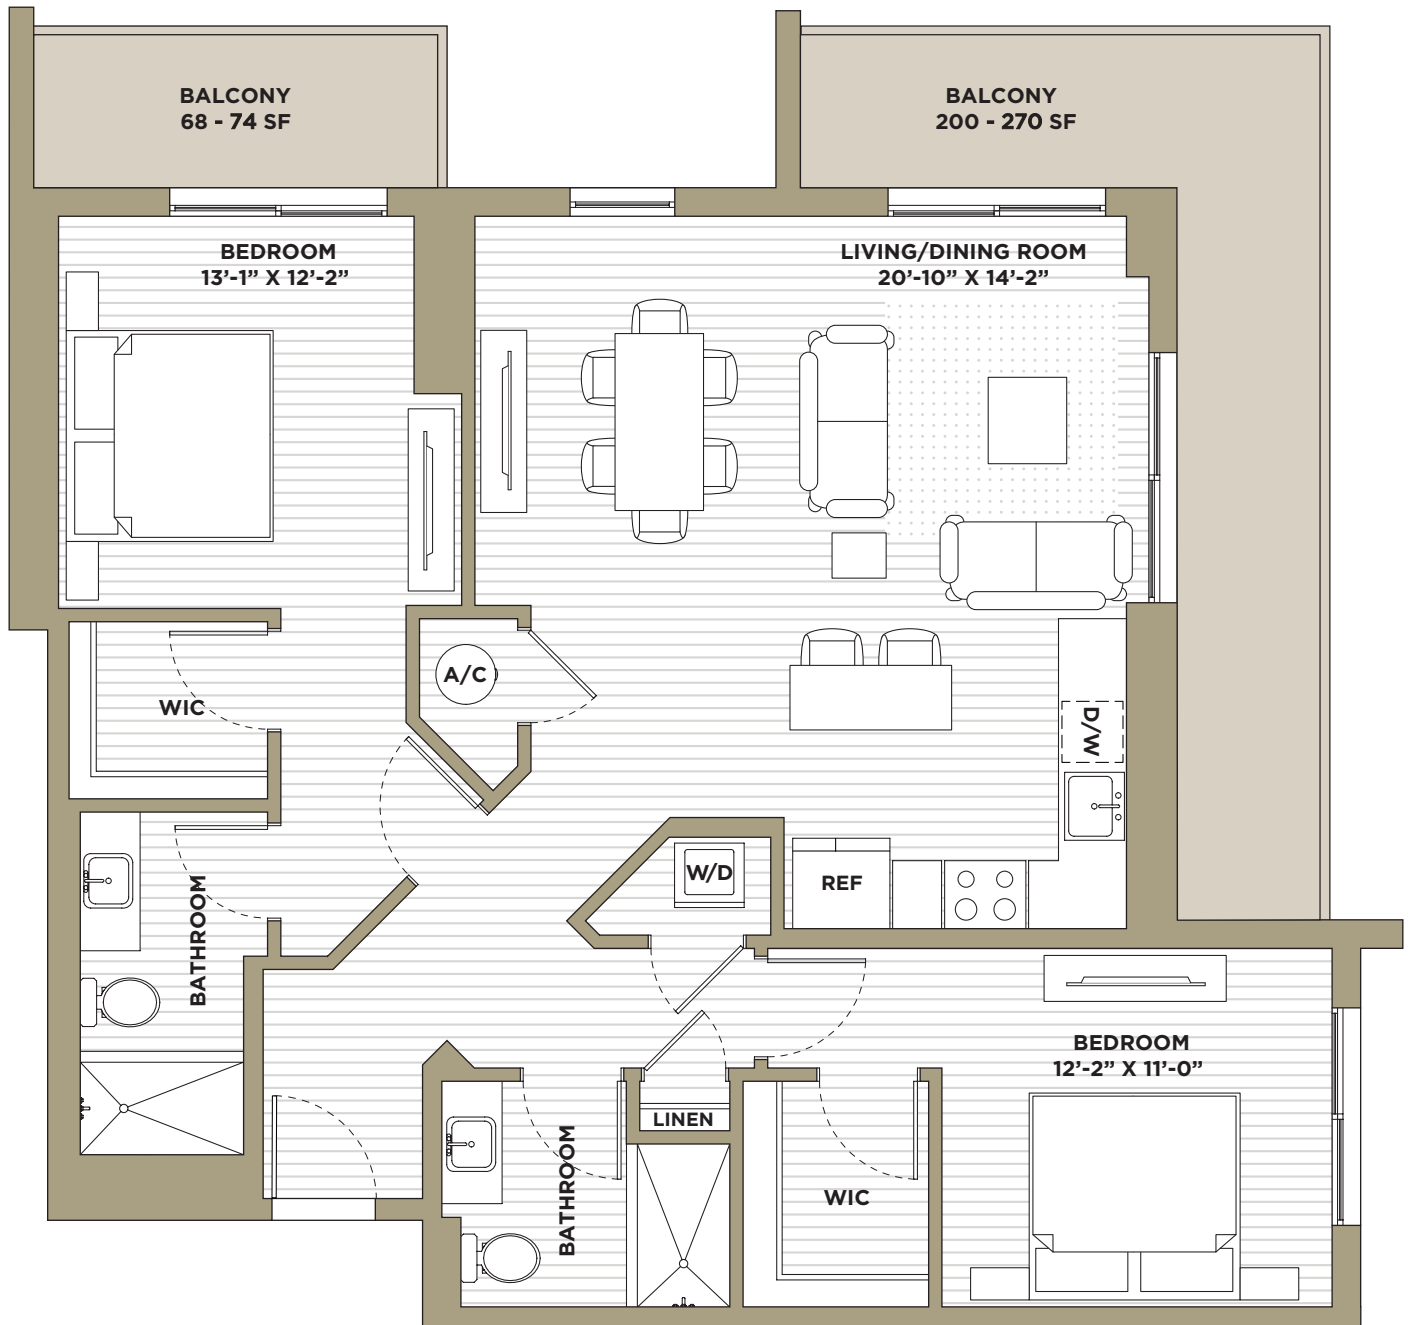 BALCONY
68 - 74 SF
BALCONY
200 - 270 SF
BEDROOM
13’-1” X 12’-2”
LIVING/DINING ROOM
20’-10” X 14’-2”
A/C
WIC
D/W
W/D
REF
BATHROOM
BEDROOM
12’-2” X 11’-0”
LINEN
BATHROOM
WIC